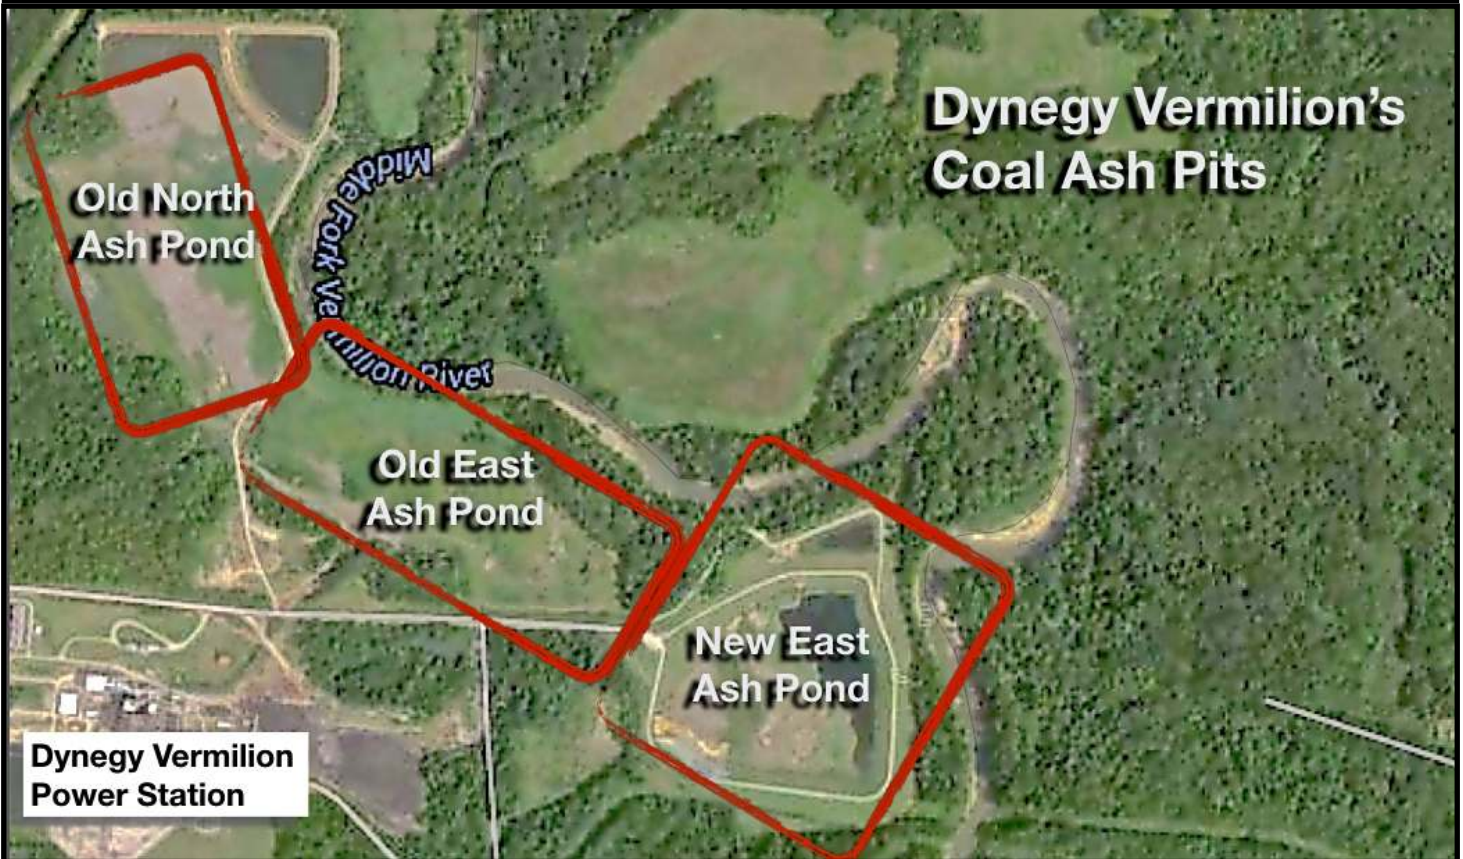 Dynegy Vermilion's
Coal Ash Pits
Old North
Ash Pond
Middle Fork Vermilion River
Old East
Ash Pond
New East
Ash Pond
Dynegy Vermilion
Power Station